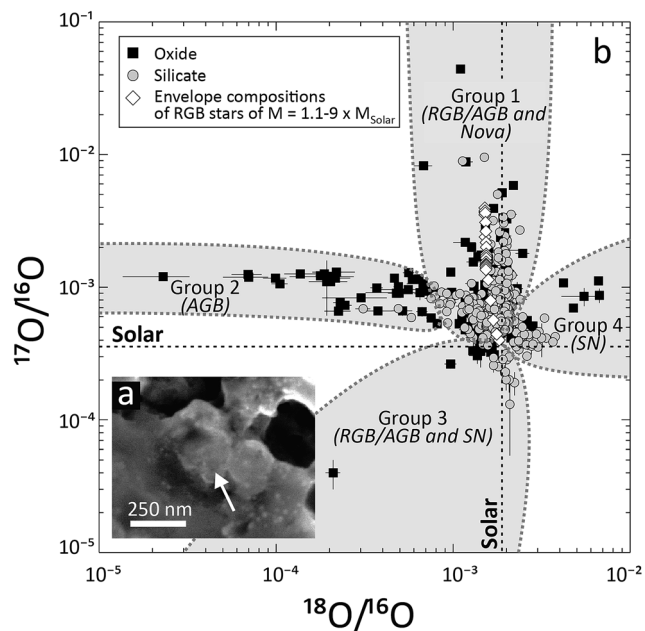 10⁻¹
b
Oxide
Silicate
Envelope compositions
of RGB stars of M = 1.1-9 x M_Solar
Group 1
(RGB/AGB and
Nova)
10⁻²
10⁻³
Group 2
(AGB)
Group 4
(SN)
Solar
¹⁷O/¹⁶O
a
250 nm
Group 3
(RGB/AGB and SN)
10⁻⁴
Solar
10⁻⁵
10⁻⁵
10⁻⁴
10⁻³
10⁻²
¹⁸O/¹⁶O